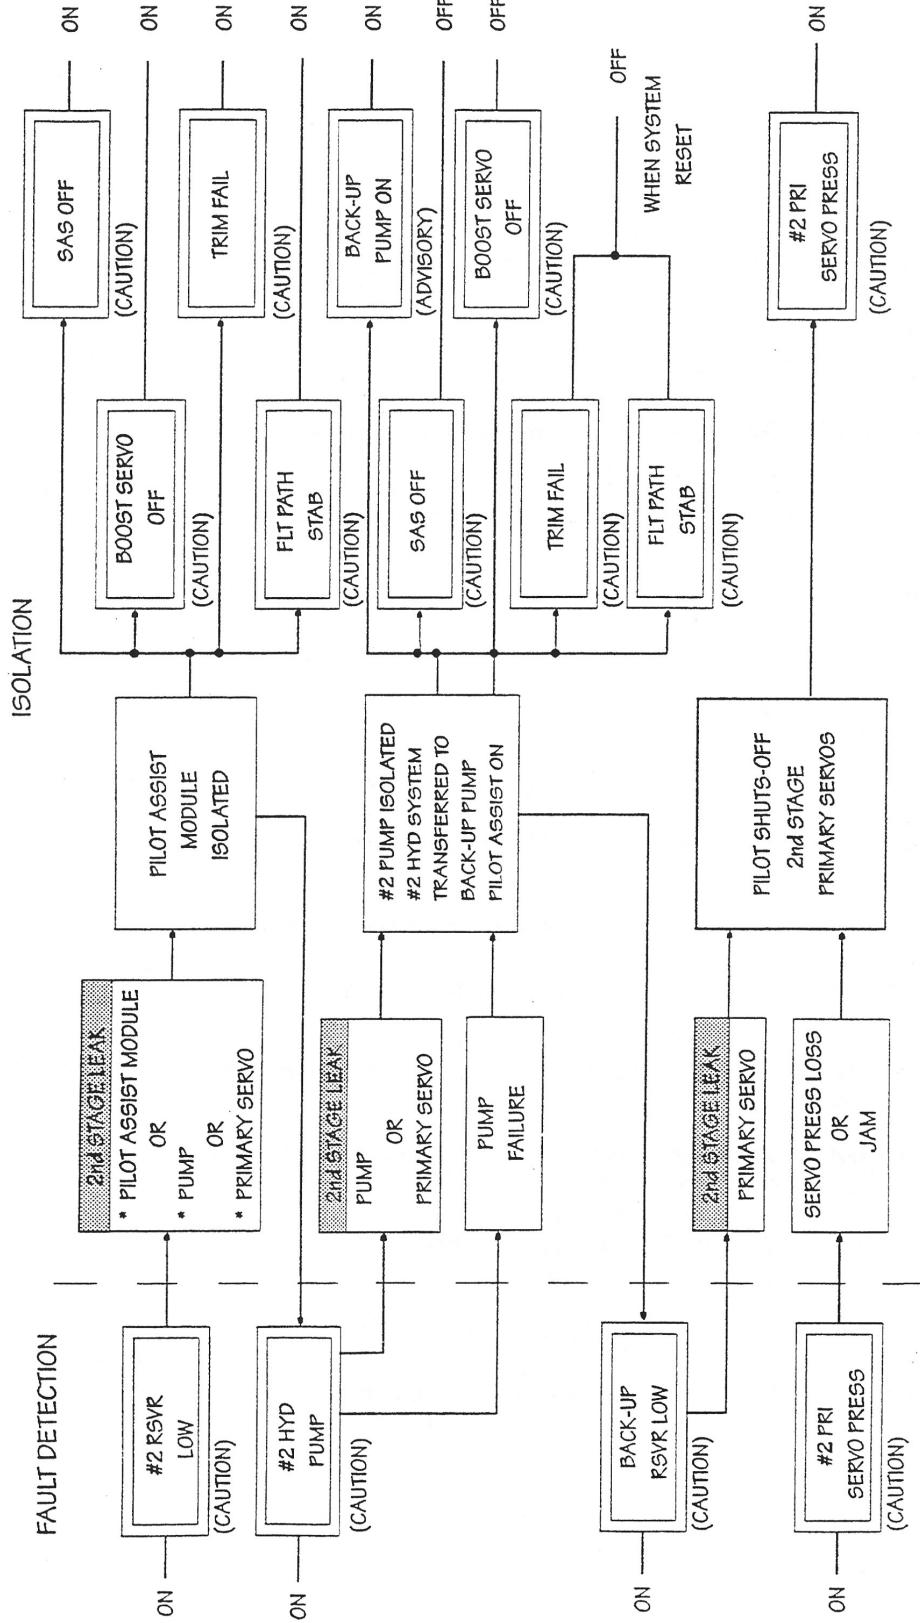 FAULT DETECTION
ISOLATION
ON
#2 RSVR
LOW
(CAUTION)
2nd STAGE LEAK
* PILOT ASSIST MODULE
OR
* PUMP
OR
* PRIMARY SERVO
PILOT ASSIST
MODULE
ISOLATED
SAS OFF
(CAUTION)
ON
BOOST SERVO
OFF
(CAUTION)
ON
TRIM FAIL
(CAUTION)
ON
FLT PATH
STAB
(CAUTION)
ON
ON
#2 HYD
PUMP
(CAUTION)
2nd STAGE LEAK
PUMP
OR
PRIMARY SERVO
PUMP
FAILURE
#2 PUMP ISOLATED
#2 HYD SYSTEM
TRANSFERRED TO
BACK-UP PUMP
PILOT ASSIST ON
BACK-UP
PUMP ON
(ADVISORY)
ON
SAS OFF
(CAUTION)
OFF
BOOST SERVO
OFF
(CAUTION)
OFF
TRIM FAIL
(CAUTION)
FLT PATH
STAB
(CAUTION)
OFF
WHEN SYSTEM
RESET
ON
BACK-UP
RSVR LOW
(CAUTION)
2nd STAGE LEAK
PRIMARY SERVO
ON
#2 PRI
SERVO PRESS
(CAUTION)
SERVO PRESS LOSS
OR
JAM
PILOT SHUTS-OFF
2nd STAGE
PRIMARY SERVOS
#2 PRI
SERVO PRESS
(CAUTION)
ON